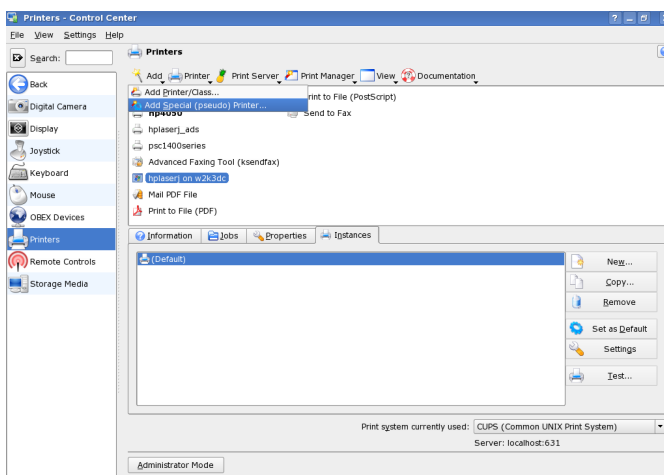 Printers - Control Center
File View Settings Help
Search:
Back
Digital Camera
Display
Joystick
Keyboard
Mouse
OBEX Devices
Printers
Remote Controls
Storage Media
Printers
Add Printer Print Server Print Manager View Documentation
Add Printer/Class...
Add Special (pseudo) Printer...
Print to File (PostScript)
hp4050
Send to Fax
hplaserj_ads
psc1400series
Advanced Faxing Tool (ksendfax)
hplaserj on w2k3dc
Mail PDF File
Print to File (PDF)
Information Jobs Properties Instances
(Default)
New...
Copy...
Remove
Set as Default
Settings
Test...
Print system currently used: CUPS (Common UNIX Print System)
Server: localhost:631
Administrator Mode